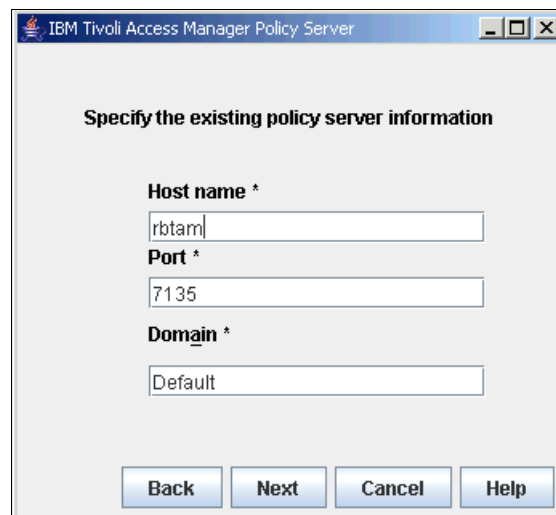 IBM Tivoli Access Manager Policy Server
Specify the existing policy server information
Host name *
rbtam
Port *
7135
Domain *
Default
Back Next Cancel Help